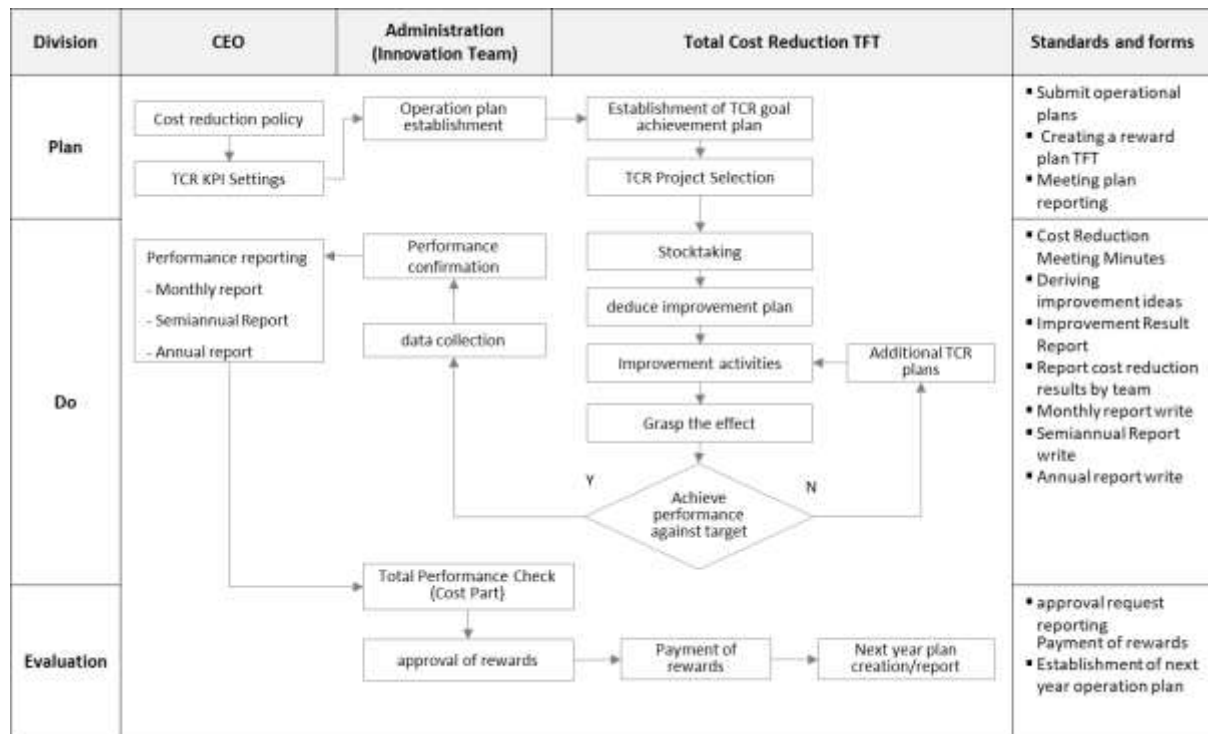 Division
CEO
Administration
(Innovation Team)
Total Cost Reduction TFT
Standards and forms
Plan
Cost reduction policy
TCR KPI Settings
Operation plan
establishment
Establishment of TCR goal
achievement plan
TCR Project Selection
▪ Submit operational
plans
▪ Creating a reward
plan TFT
▪ Meeting plan
reporting
Do
Performance reporting
- Monthly report
- Semiannual Report
- Annual report
Performance
confirmation
data collection
Stocktaking
deduce improvement plan
Improvement activities
Additional TCR
plans
Grasp the effect
Y
N
Achieve
performance
against target
▪ Cost Reduction
Meeting Minutes
▪ Deriving
improvement ideas
▪ Improvement Result
Report
▪ Report cost reduction
results by team
▪ Monthly report write
▪ Semiannual Report
write
▪ Annual report write
Evaluation
Total Performance Check
(Cost Part)
approval of rewards
Payment of
rewards
Next year plan
creation/report
▪ approval request
reporting
Payment of rewards
▪ Establishment of next
year operation plan